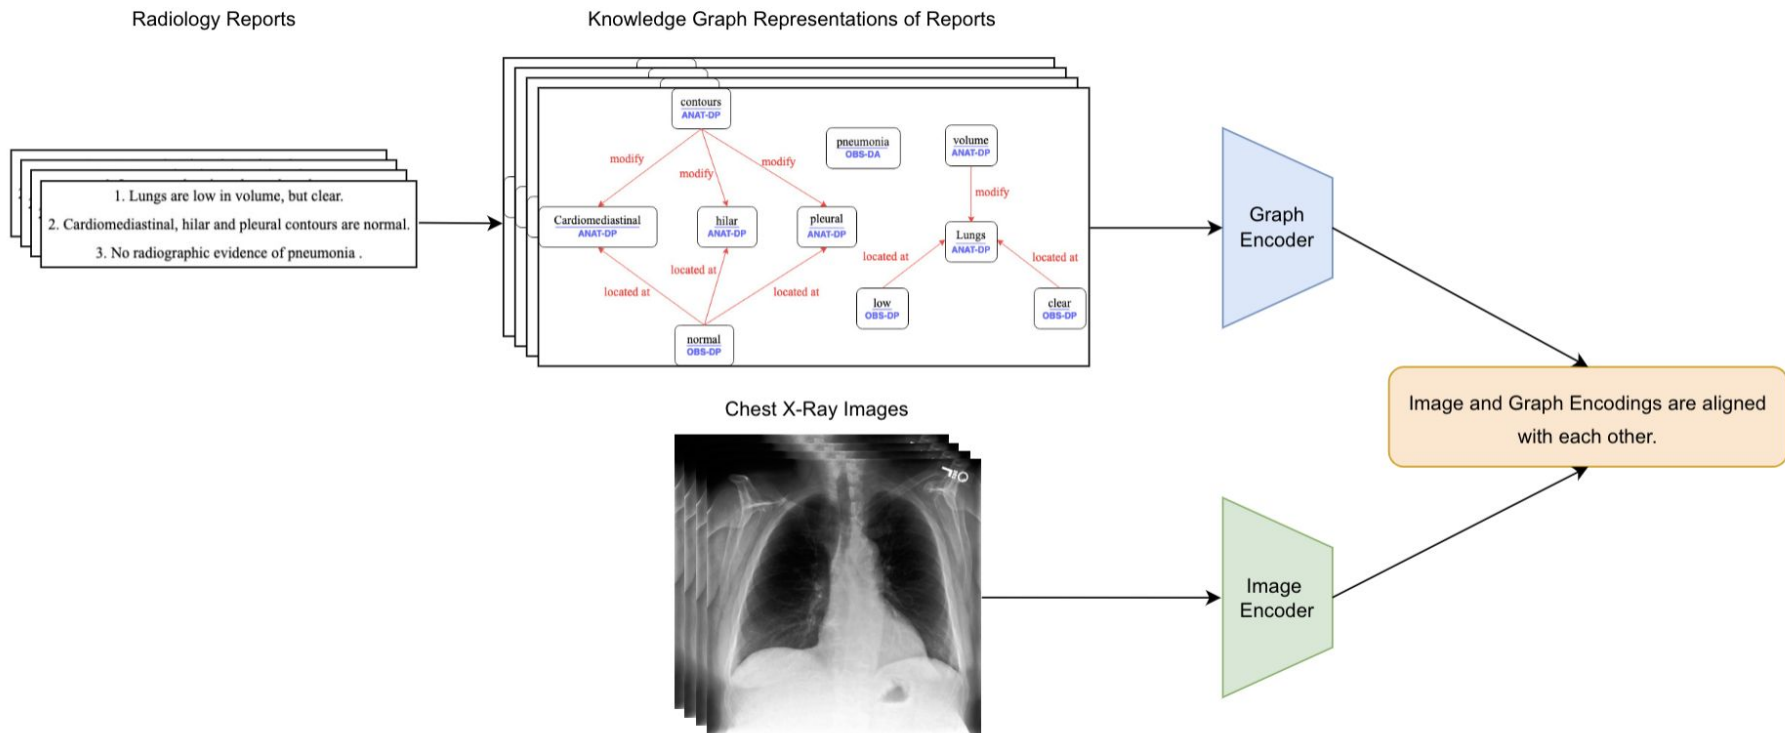 Radiology Reports
Knowledge Graph Representations of Reports
1. Lungs are low in volume, but clear.
2. Cardiomediastinal, hilar and pleural contours are normal.
3. No radiographic evidence of pneumonia .
contours
ANAT-DP
pneumonia
OBS-DA
volume
ANAT-DP
modify
modify
modify
modify
Cardiomediastinal
ANAT-DP
hilar
ANAT-DP
pleural
ANAT-DP
Lungs
ANAT-DP
located at
located at
located at
located at
located at
low
OBS-DP
clear
OBS-DP
normal
OBS-DP
Graph
Encoder
Chest X-Ray Images
Image and Graph Encodings are aligned
with each other.
Image
Encoder